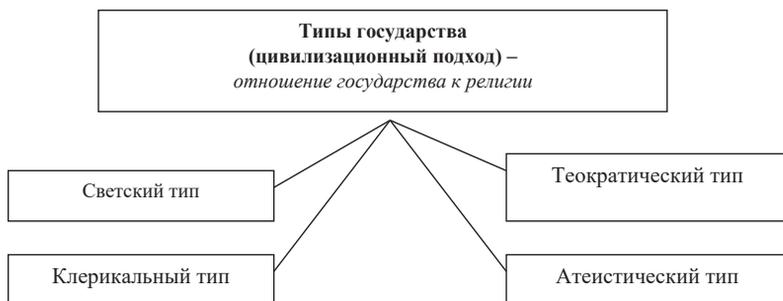 Типы государства
(цивилизационный подход) –
отношение государства к религии
Светский тип
Теократический тип
Клерикальный тип
Атеистический тип